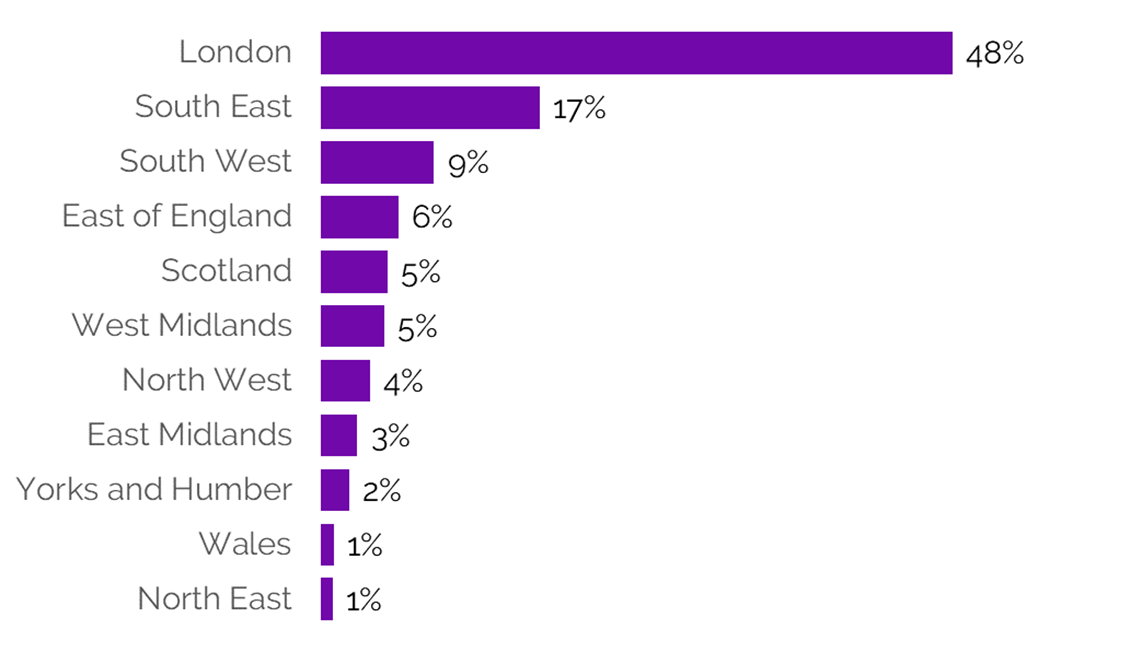 London 48%
South East 17%
South West 9%
East of England 6%
Scotland 5%
West Midlands 5%
North West 4%
East Midlands 3%
Yorks and Humber 2%
Wales 1%
North East 1%